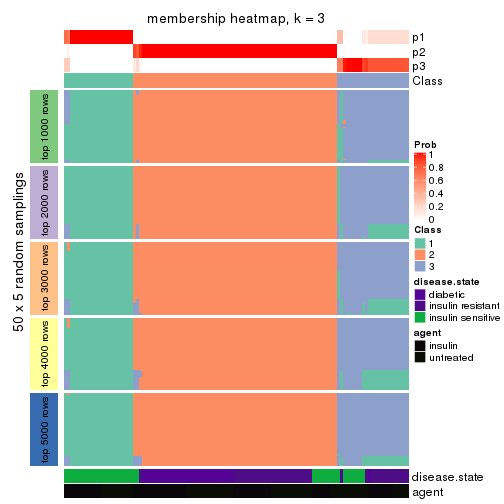 membership heatmap, k = 3
p1
p2
p3
Class
50 x 5 random samplings
top 1000 rows
top 2000 rows
top 3000 rows
top 4000 rows
top 5000 rows
Prob
1
0.8
0.6
0.4
0.2
0
Class
1
2
3
disease.state
diabetic
insulin resistant
insulin sensitive
agent
insulin
untreated
disease.state
agent